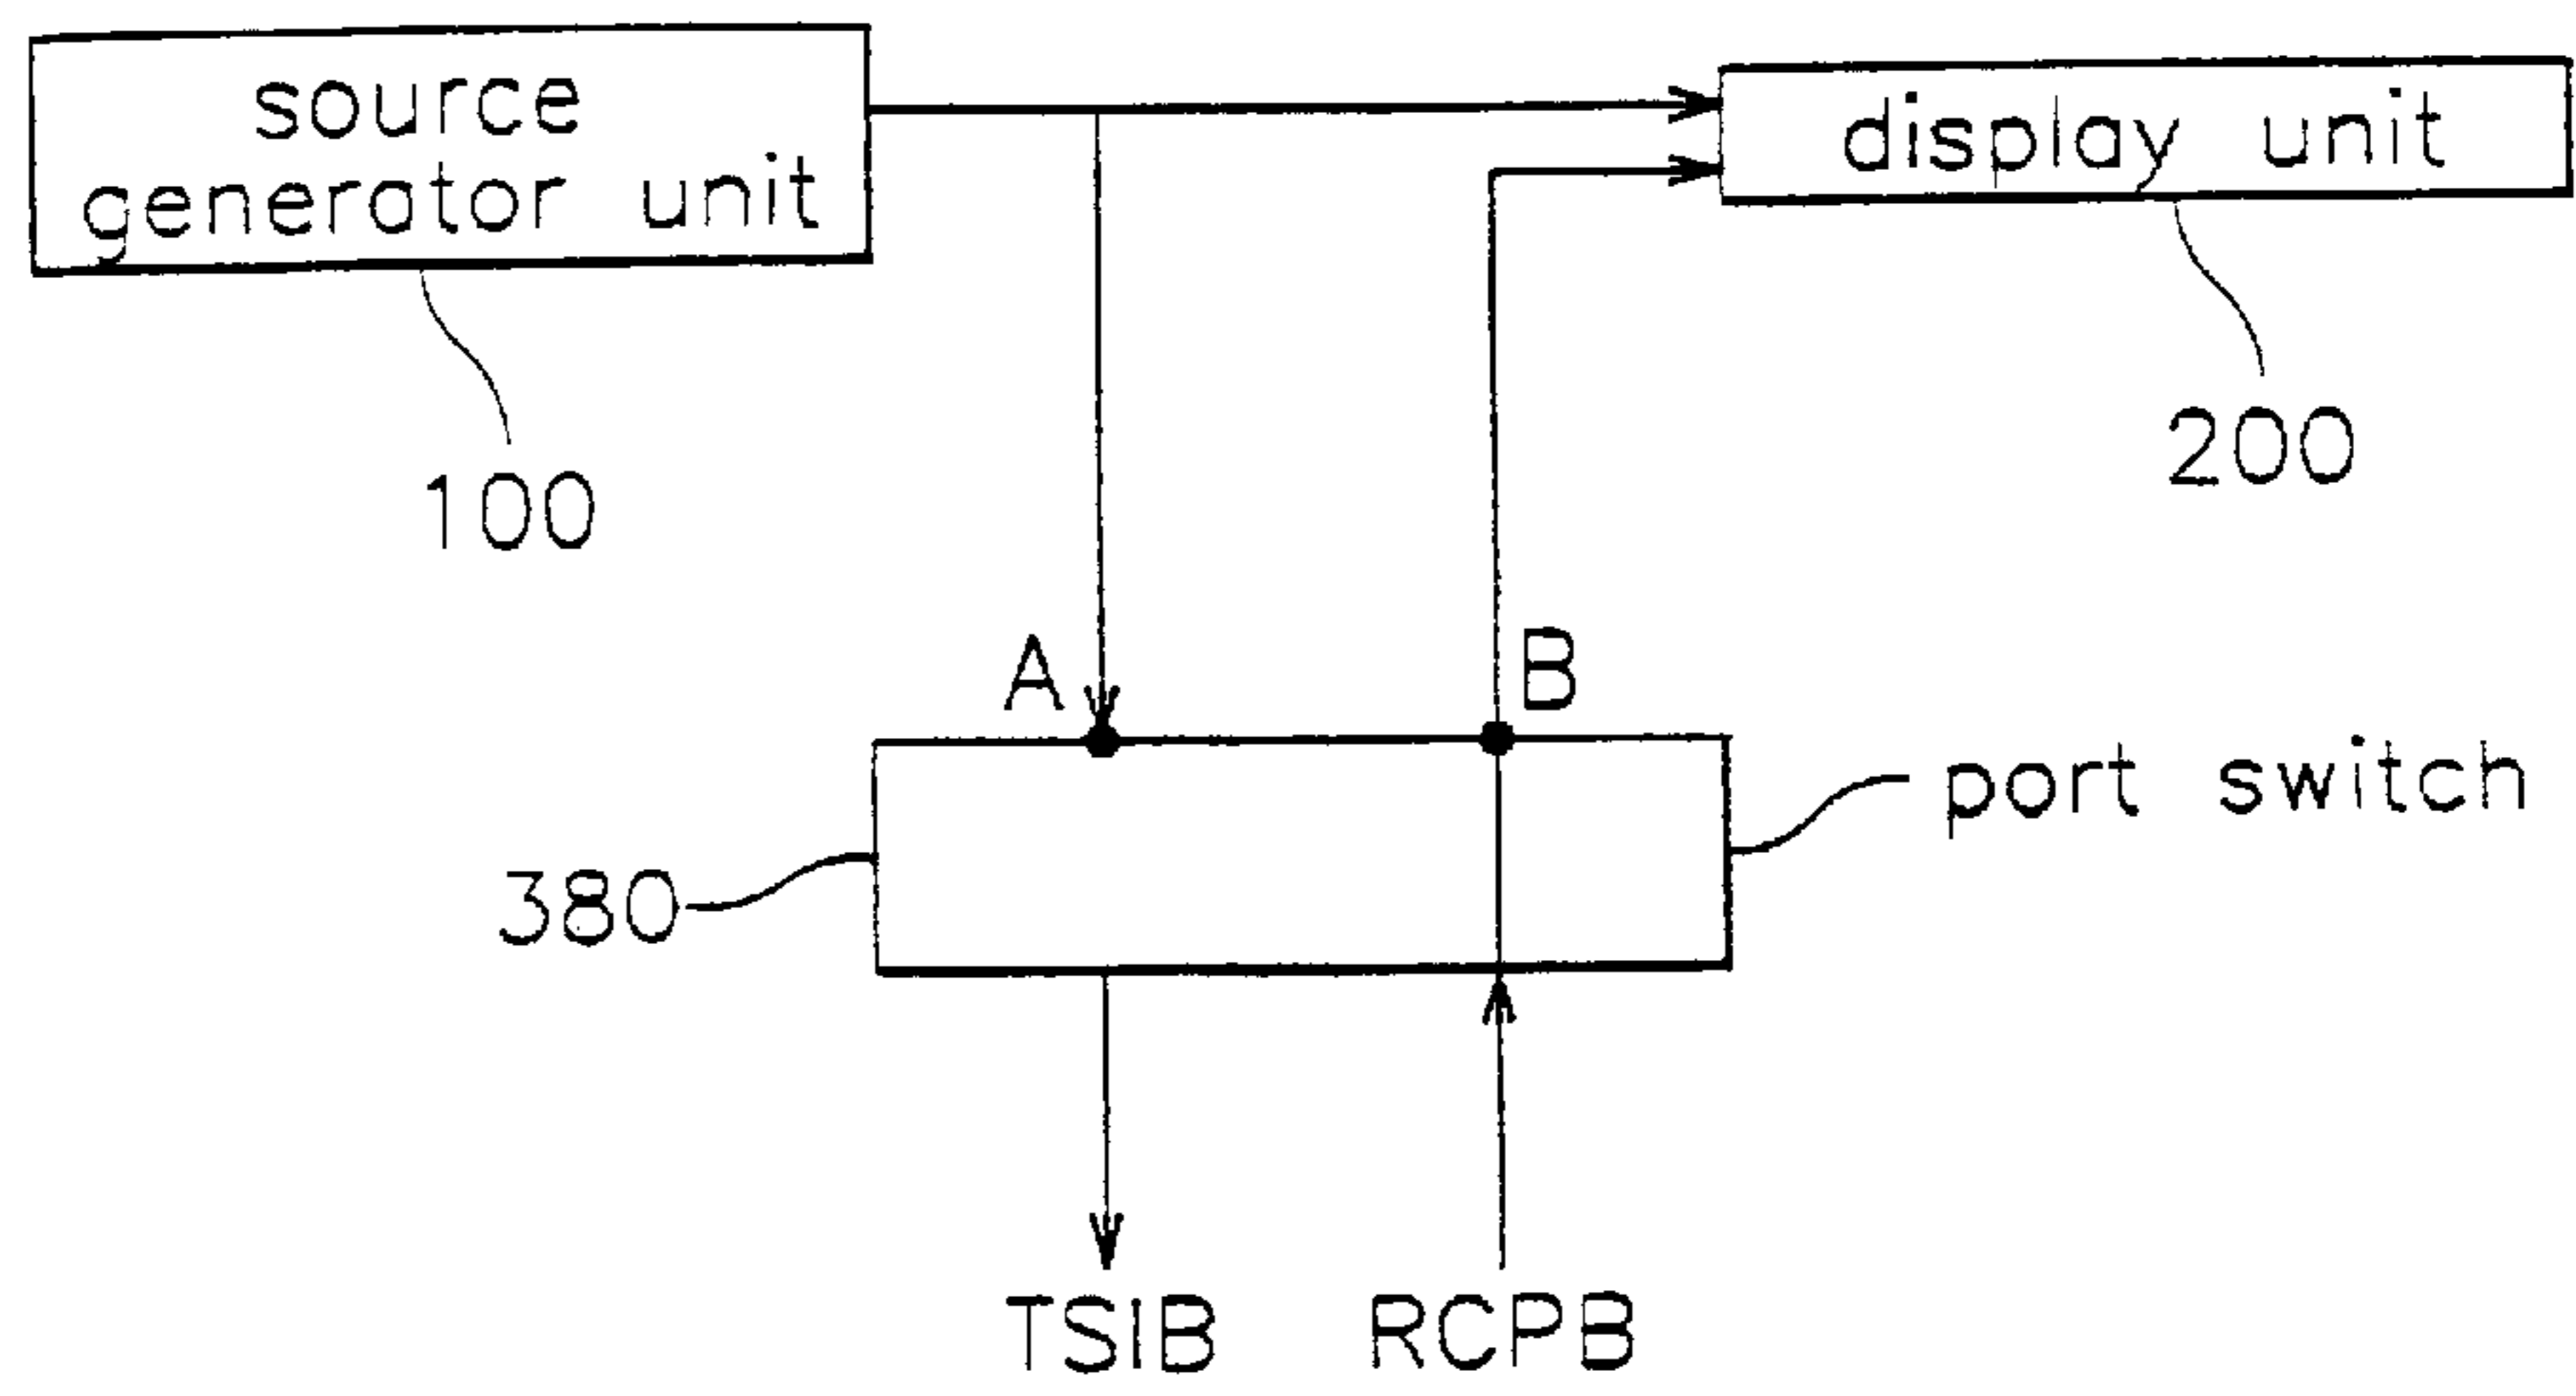 source
generator unit
display unit
100
200
A
B
port switch
380
TSIB
RCPB